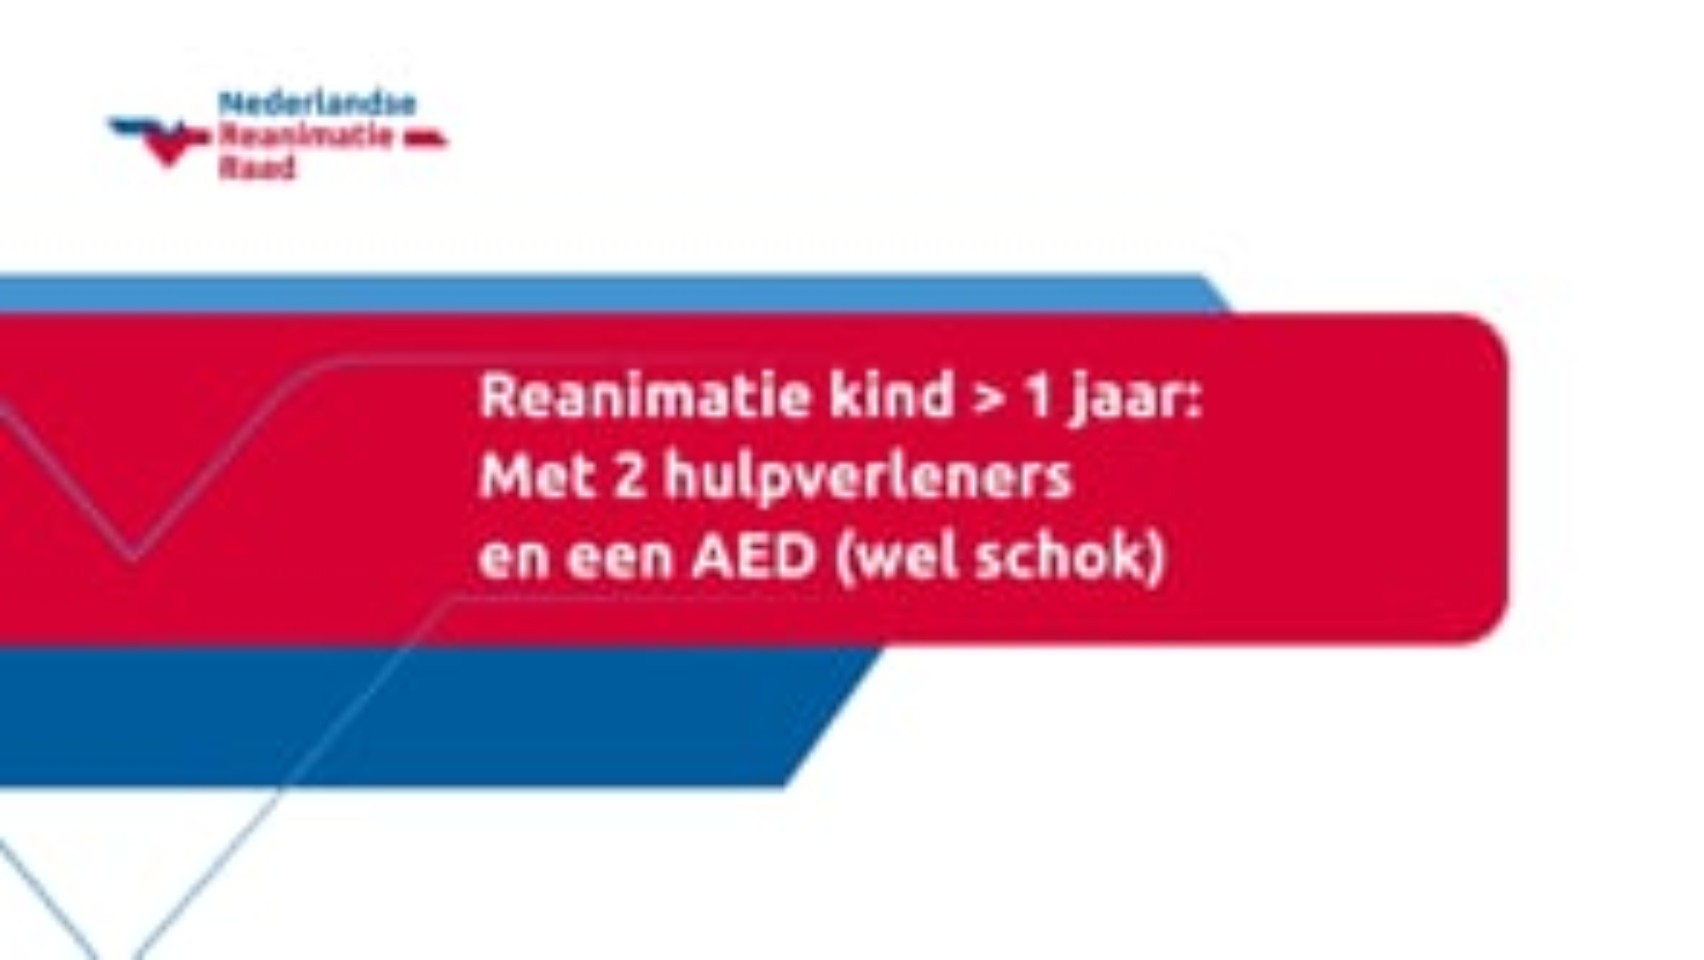 Nederlandse
Reanimatie
Raad
Reanimatie kind > 1 jaar:
Met 2 hulpverleners
en een AED (wel schok)